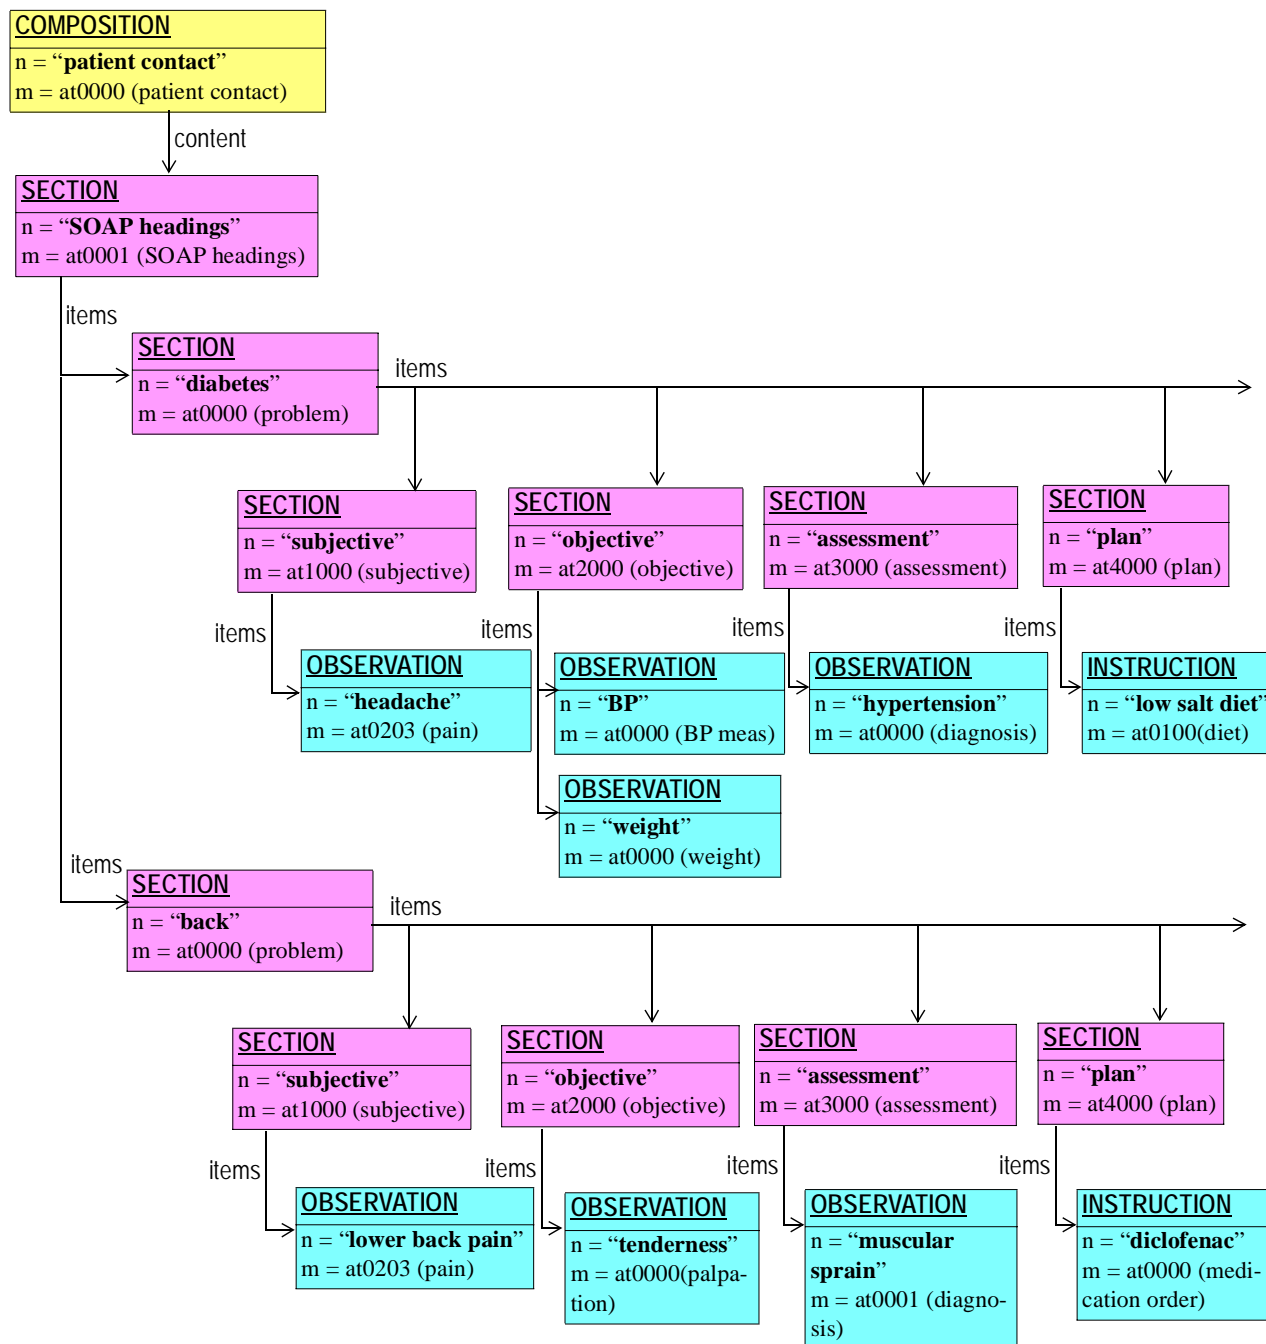 COMPOSITION
n = “patient contact”
m = at0000 (patient contact)
content
SECTION
n = “SOAP headings”
m = at0001 (SOAP headings)
items
SECTION
n = “diabetes”
m = at0000 (problem)
items
SECTION
n = “subjective”
m = at1000 (subjective)
SECTION
n = “objective”
m = at2000 (objective)
SECTION
n = “assessment”
m = at3000 (assessment)
SECTION
n = “plan”
m = at4000 (plan)
items
OBSERVATION
n = “headache”
m = at0203 (pain)
items
OBSERVATION
n = “BP”
m = at0000 (BP meas)
OBSERVATION
n = “weight”
m = at0000 (weight)
items
OBSERVATION
n = “hypertension”
m = at0000 (diagnosis)
items
INSTRUCTION
n = “low salt diet”
m = at0100(diet)
items
SECTION
n = “back”
m = at0000 (problem)
items
SECTION
n = “subjective”
m = at1000 (subjective)
SECTION
n = “objective”
m = at2000 (objective)
SECTION
n = “assessment”
m = at3000 (assessment)
SECTION
n = “plan”
m = at4000 (plan)
items
OBSERVATION
n = “lower back pain”
m = at0203 (pain)
items
OBSERVATION
n = “tenderness”
m = at0000(palpa-
tion)
items
OBSERVATION
n = “muscular
sprain”
m = at0001 (diagno-
sis)
items
INSTRUCTION
n = “diclofenac”
m = at0000 (medi-
cation order)